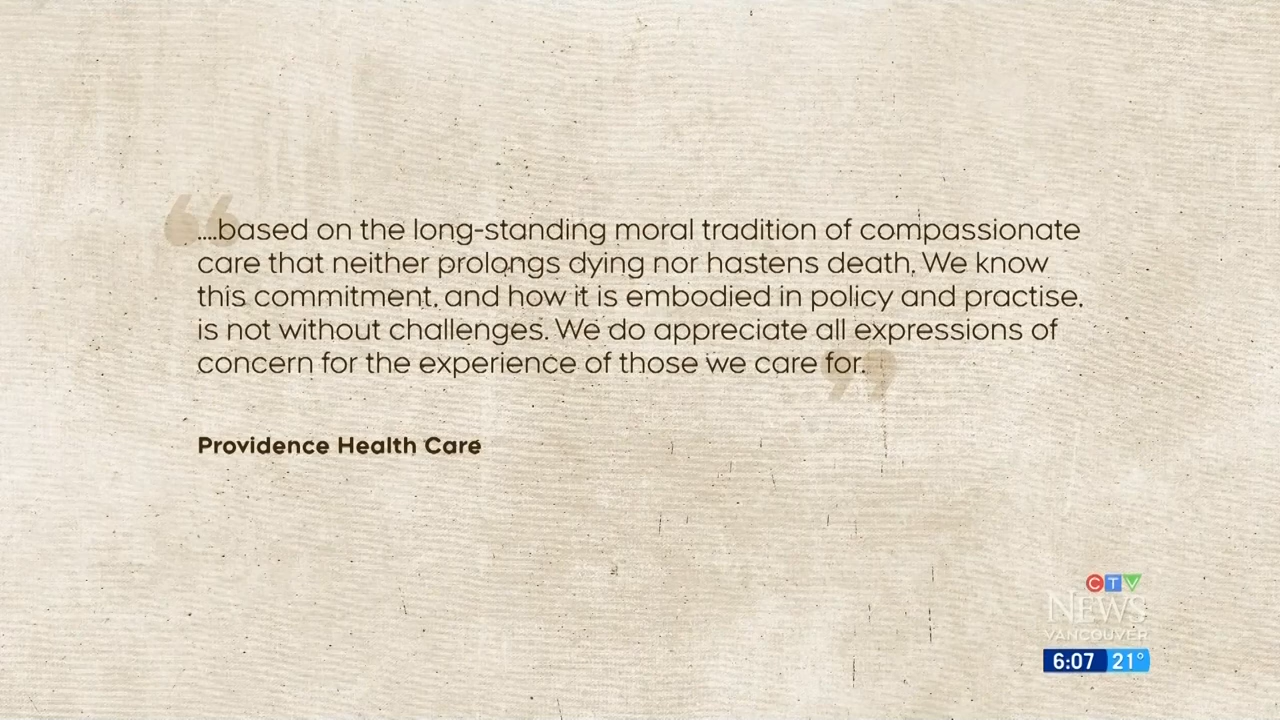 “
....based on the long-standing moral tradition of compassionate
care that neither prolongs dying nor hastens death. We know
this commitment, and how it is embodied in policy and practise,
is not without challenges. We do appreciate all expressions of
concern for the experience of those we care for.
”
Providence Health Care
CTV
NEWS
VANCOUVER
6:07 21°